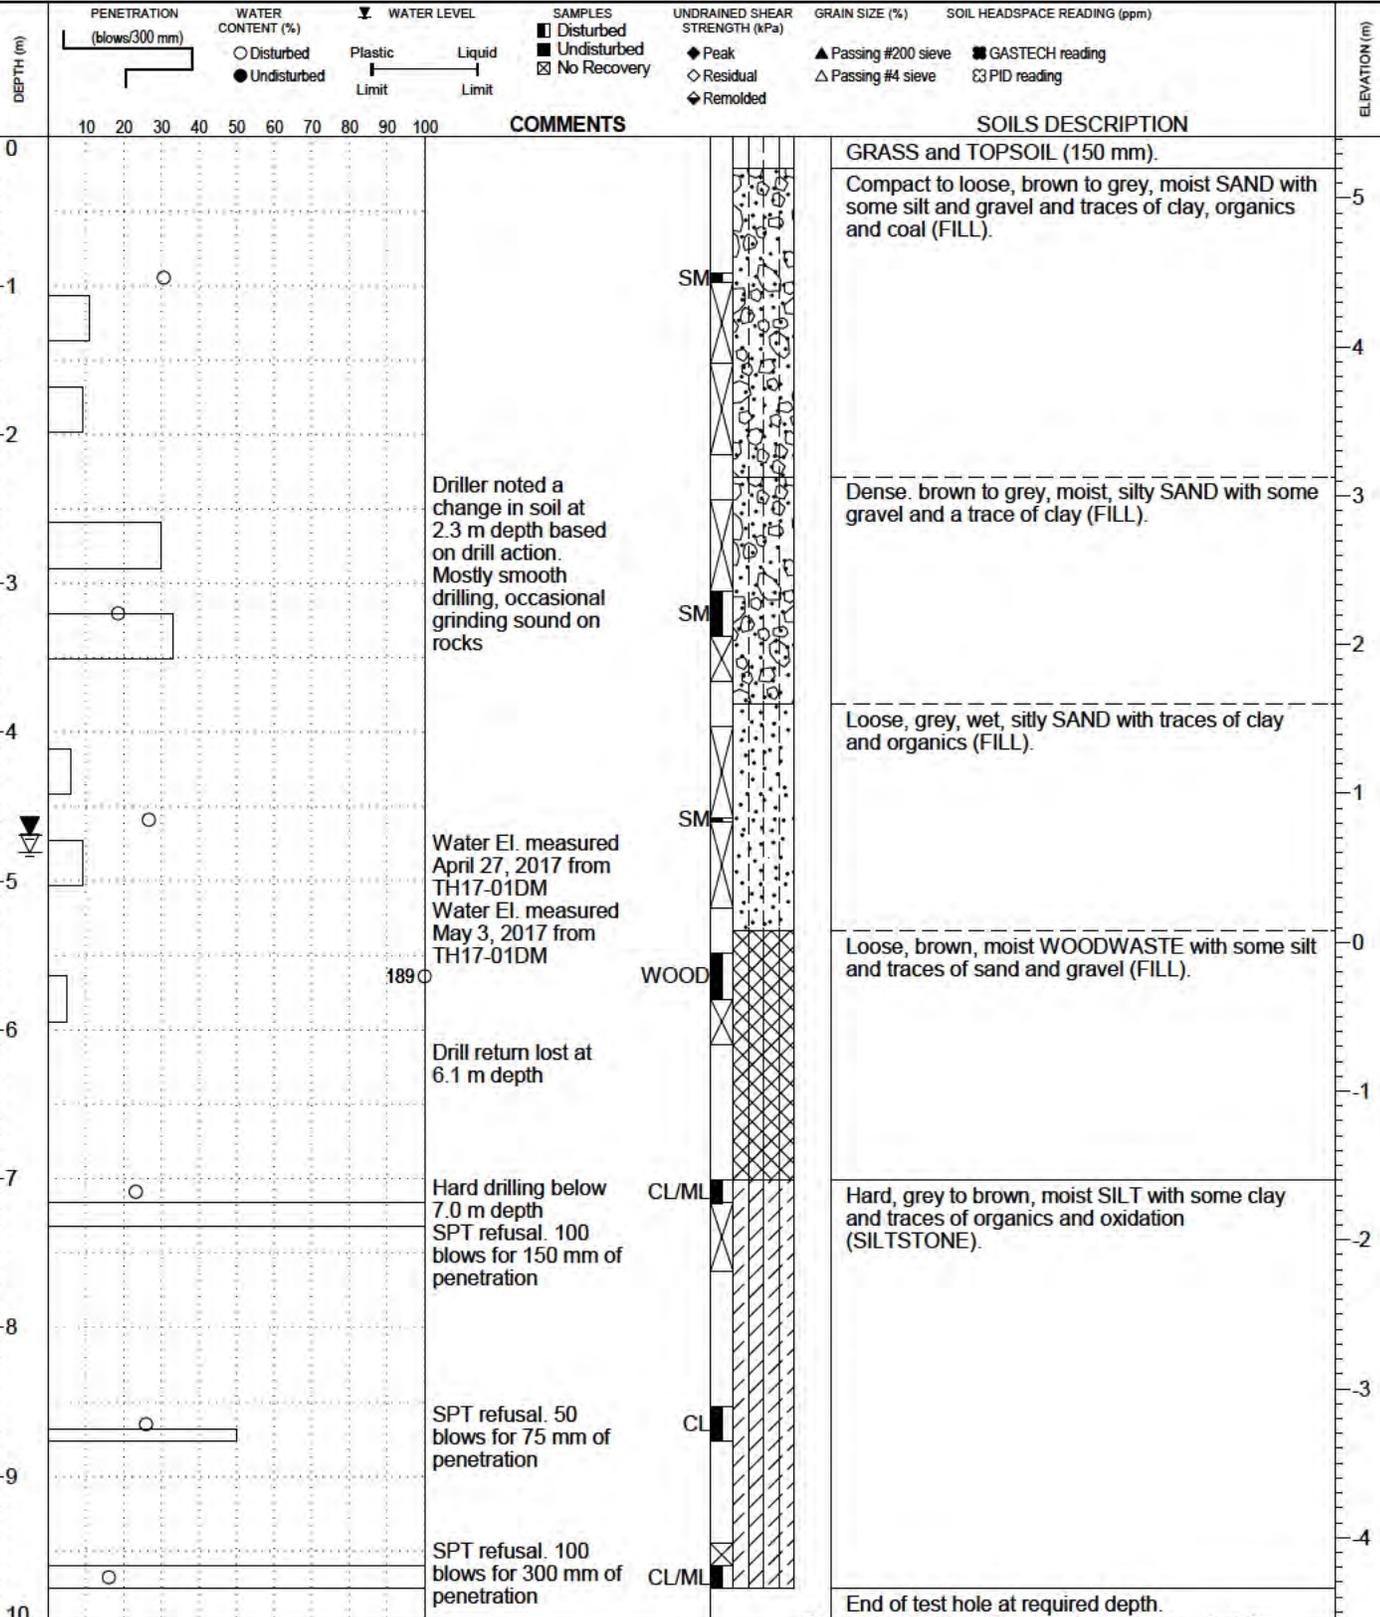 DEPTH (m)
PENETRATION
(blows/300 mm)
WATER
CONTENT (%)
Disturbed
Undisturbed
WATER LEVEL
Plastic Liquid
Limit Limit
SAMPLES
Disturbed
Undisturbed
No Recovery
UNDRAINED SHEAR
STRENGTH (kPa)
Peak
Residual
Remolded
GRAIN SIZE (%)
Passing #200 sieve
Passing #4 sieve
SOIL HEADSPACE READING (ppm)
GASTECH reading
PID reading
ELEVATION (m)
10 20 30 40 50 60 70 80 90 100
COMMENTS
SOILS DESCRIPTION
0
GRASS and TOPSOIL (150 mm).
Compact to loose, brown to grey, moist SAND with
some silt and gravel and traces of clay, organics
and coal (FILL).
5
1
SM
4
2
Driller noted a
change in soil at
2.3 m depth based
on drill action.
Mostly smooth
drilling, occasional
grinding sound on
rocks
Dense. brown to grey, moist, silty SAND with some
gravel and a trace of clay (FILL).
3
3
SM
2
Loose, grey, wet, sitly SAND with traces of clay
and organics (FILL).
4
1
SM
Water El. measured
April 27, 2017 from
TH17-01DM
Water El. measured
May 3, 2017 from
TH17-01DM
5
Loose, brown, moist WOODWASTE with some silt
and traces of sand and gravel (FILL).
0
189
WOOD
6
Drill return lost at
6.1 m depth
-1
7
Hard drilling below
7.0 m depth
SPT refusal. 100
blows for 150 mm of
penetration
CL/ML
Hard, grey to brown, moist SILT with some clay
and traces of organics and oxidation
(SILTSTONE).
-2
8
-3
SPT refusal. 50
blows for 75 mm of
penetration
CL
9
-4
SPT refusal. 100
blows for 300 mm of
penetration
CL/ML
10
End of test hole at required depth.